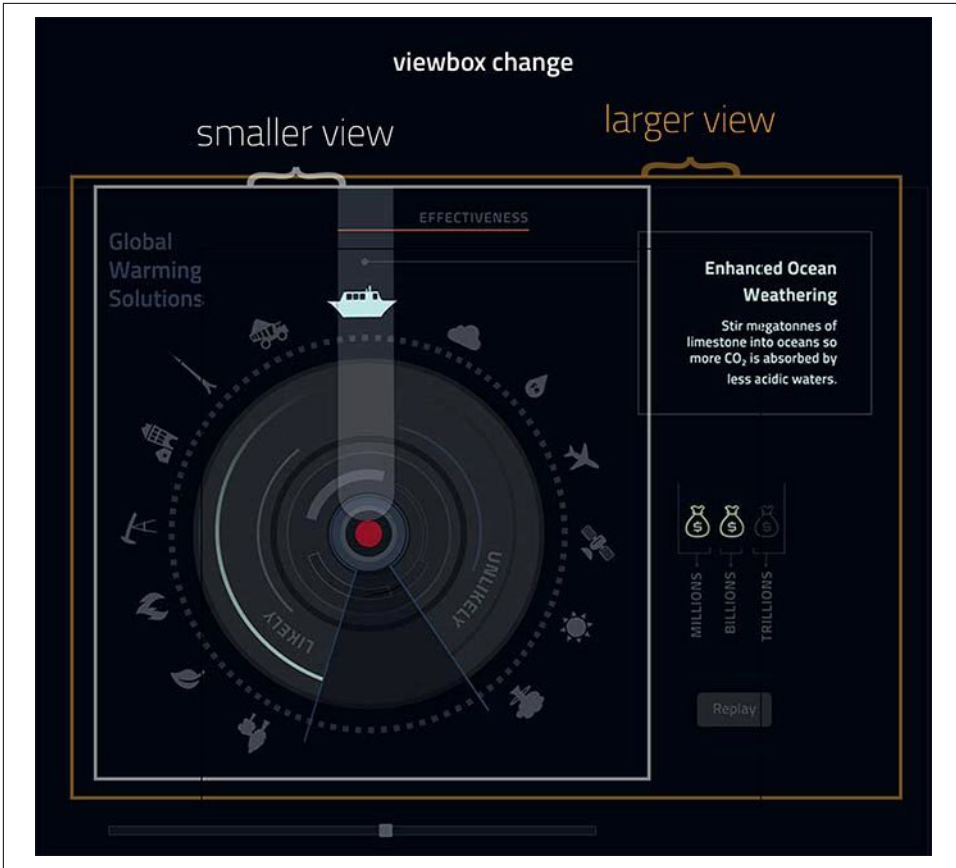 viewbox change
smaller view
larger view
EFFECTIVENESS
Global
Warming
Solutions
Enhanced Ocean
Weathering
Stir megatonnes of
limestone into oceans so
more CO₂ is absorbed by
less acidic waters.
$ $ $
MILLIONS
BILLIONS
TRILLIONS
LIKELY
UNLIKELY
Replay